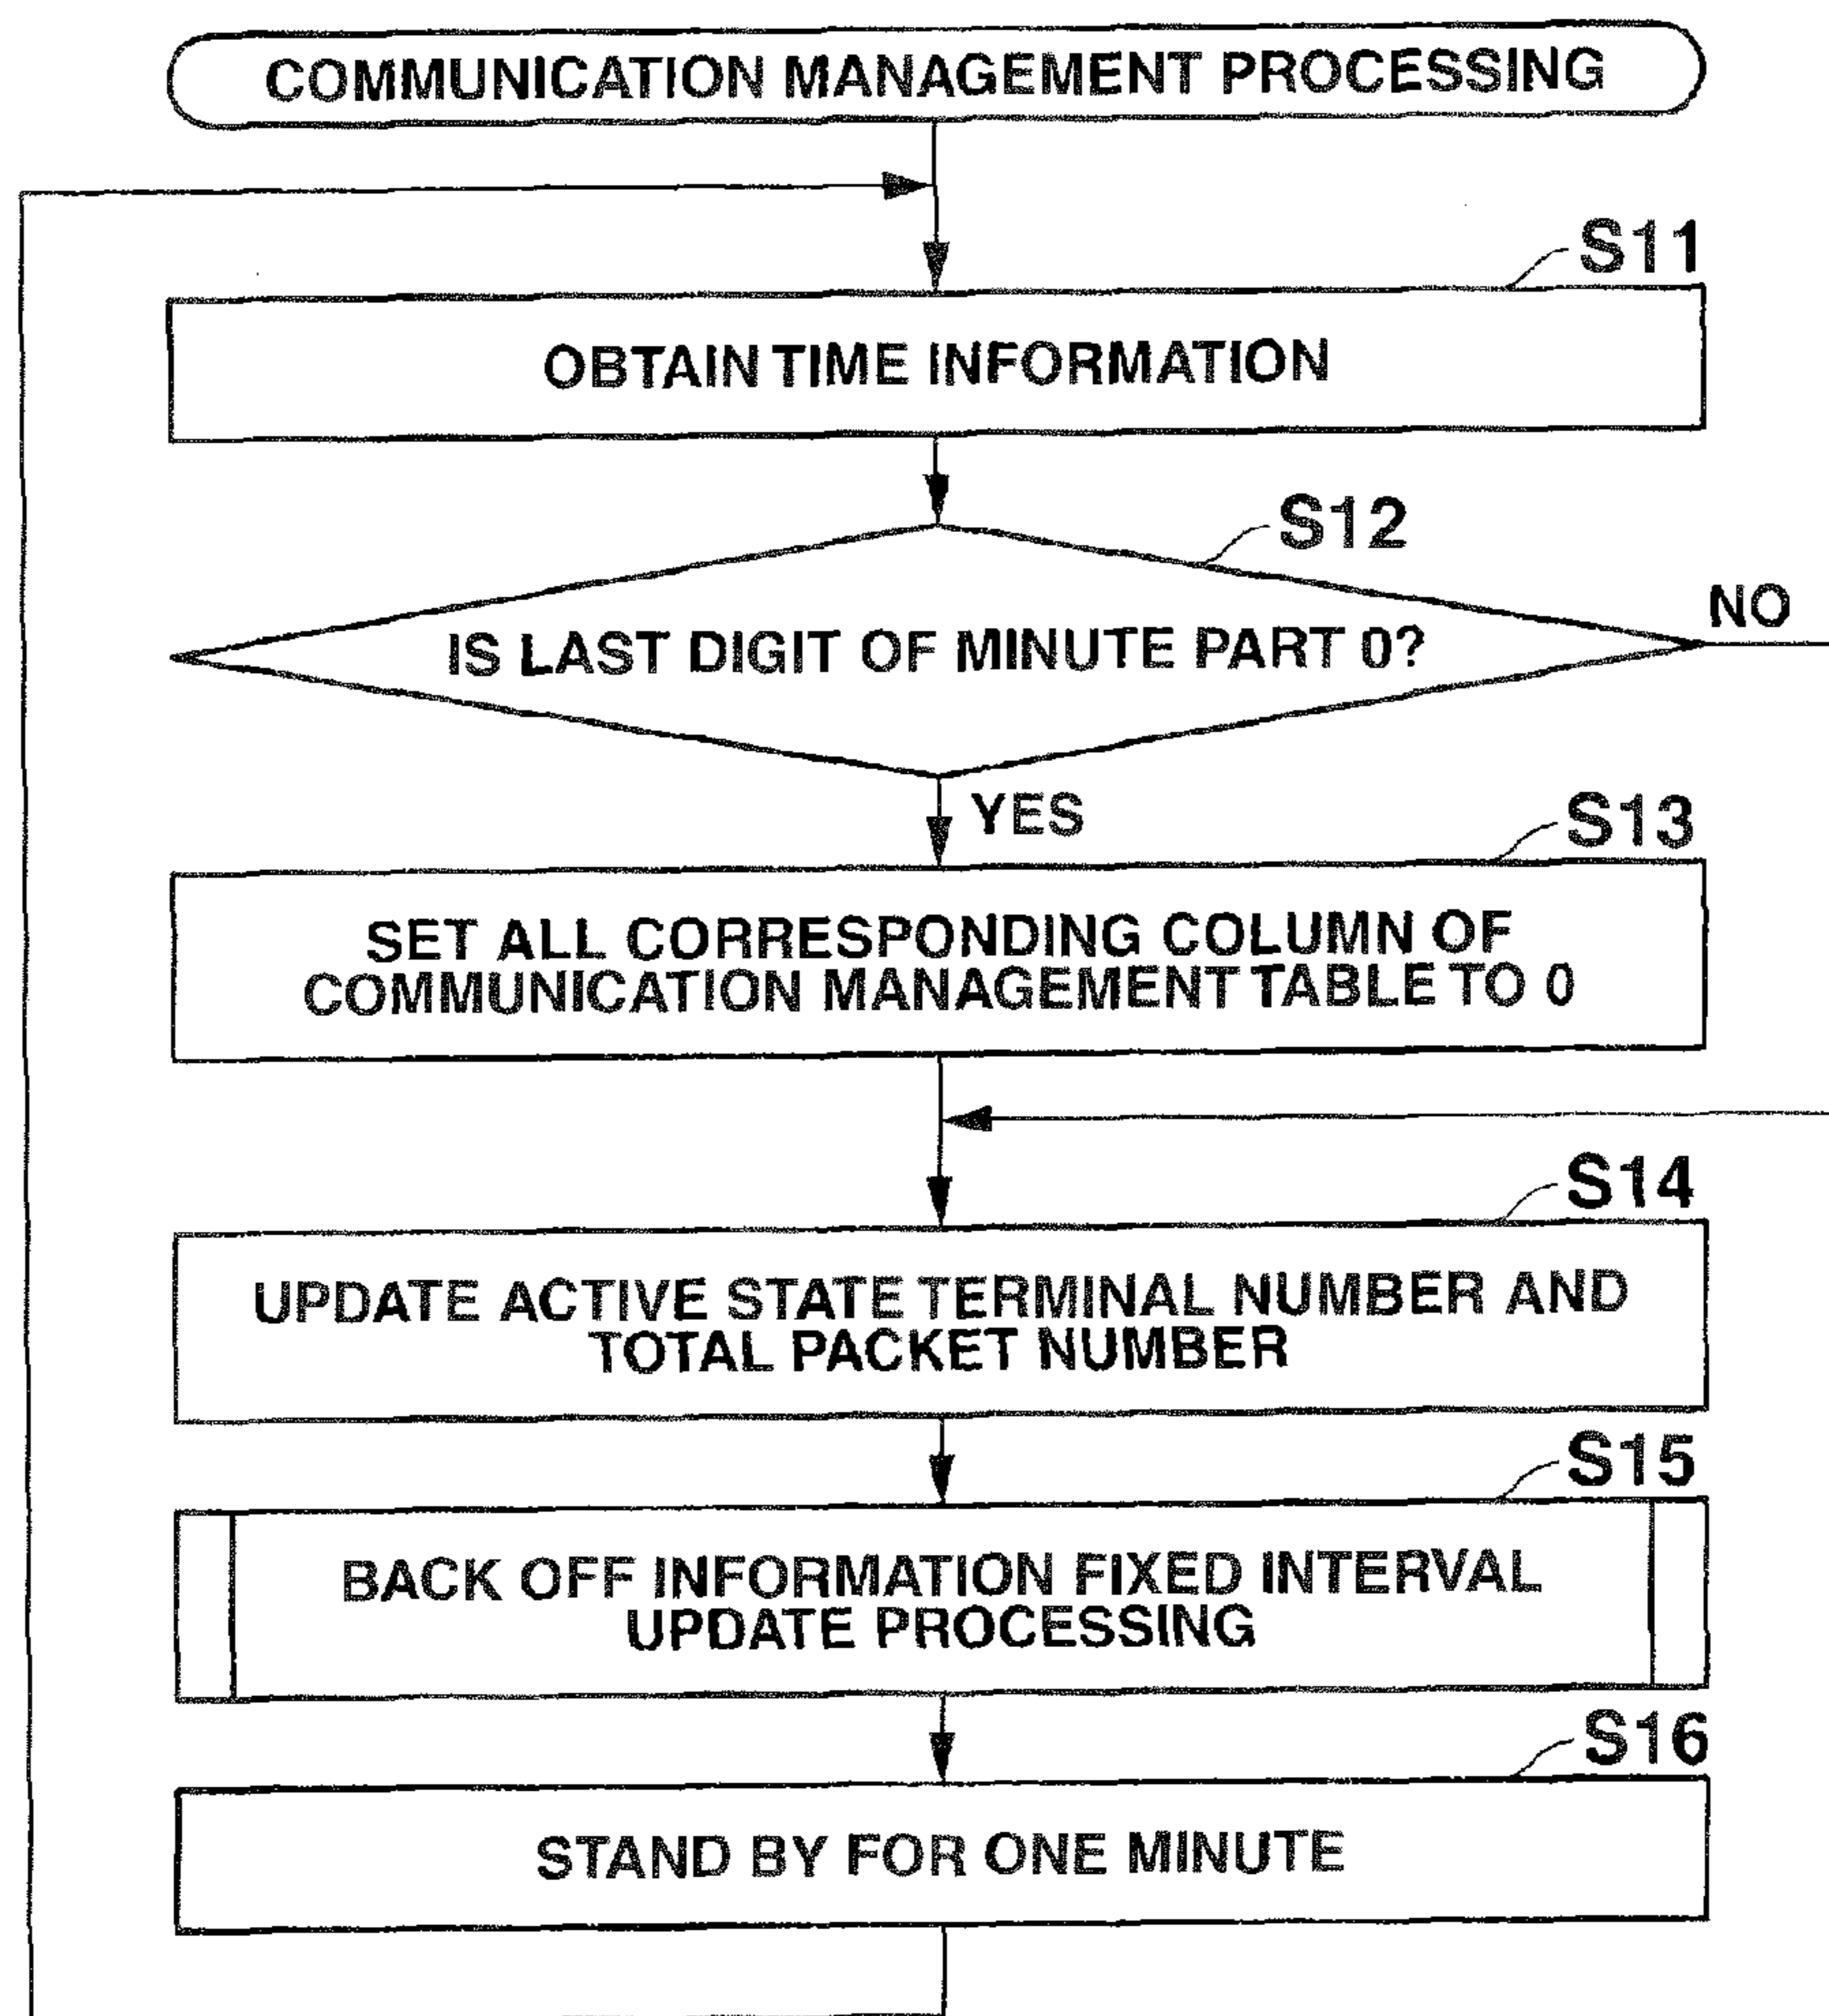 COMMUNICATION MANAGEMENT PROCESSING
S11
OBTAIN TIME INFORMATION
S12
IS LAST DIGIT OF MINUTE PART 0?
NO
YES
S13
SET ALL CORRESPONDING COLUMN OF
COMMUNICATION MANAGEMENT TABLE TO 0
S14
UPDATE ACTIVE STATE TERMINAL NUMBER AND
TOTAL PACKET NUMBER
S15
BACK OFF INFORMATION FIXED INTERVAL
UPDATE PROCESSING
S16
STAND BY FOR ONE MINUTE